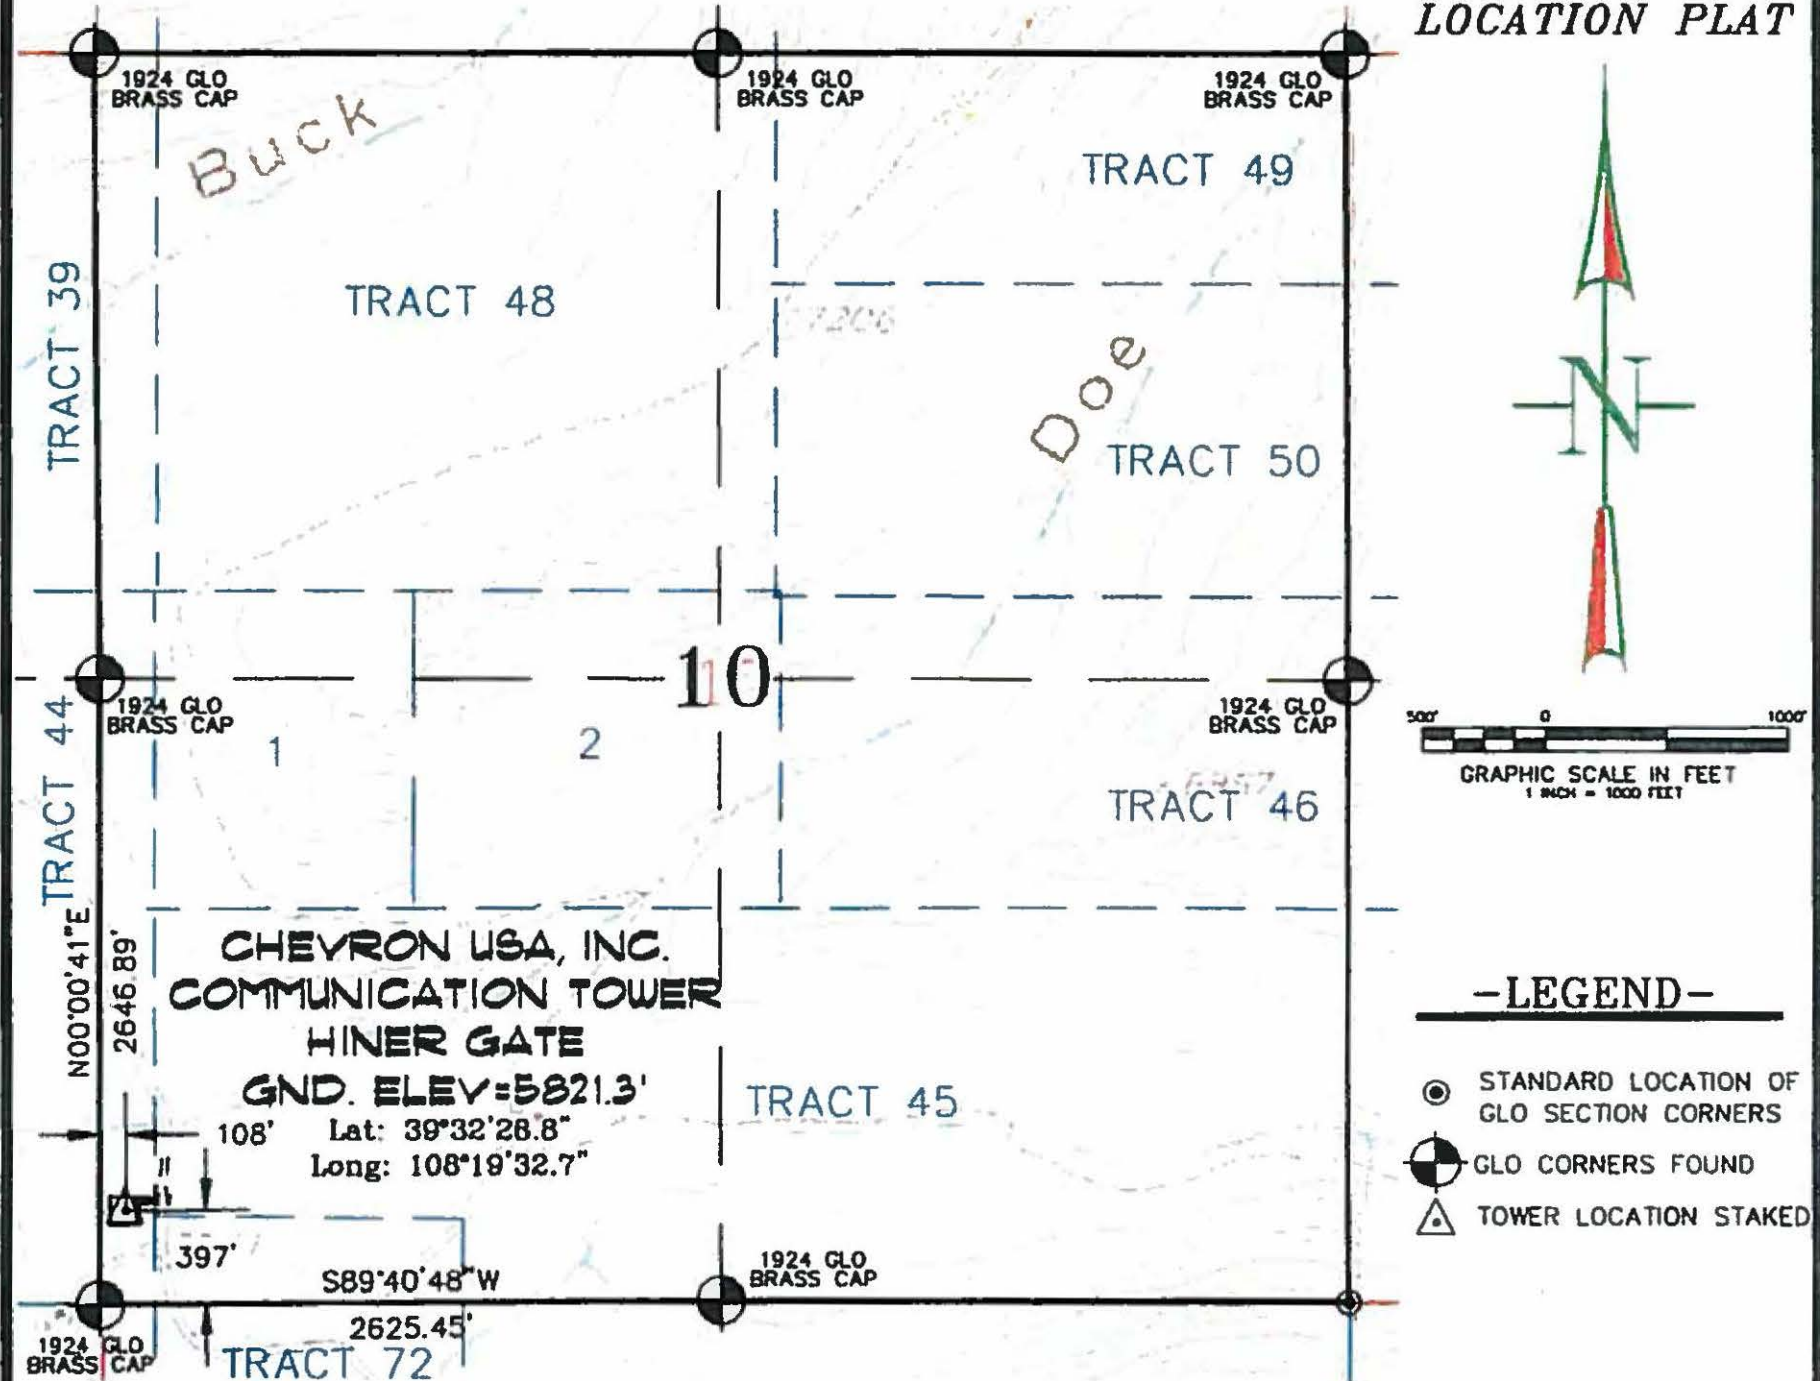 LOCATION PLAT
1924 GLO
BRASS CAP
1924 GLO
BRASS CAP
1924 GLO
BRASS CAP
Buck
TRACT 49
TRACT 39
TRACT 48
7206
Doe
TRACT 50
N
10
1924 GLO
BRASS CAP
1924 GLO
BRASS CAP
500'
0
1000'
GRAPHIC SCALE IN FEET
1 INCH = 1000 FEET
TRACT 44
1
2
TRACT 46
N00°00'41"E
2646.89'
CHEVRON USA, INC.
COMMUNICATION TOWER
HINER GATE
GND. ELEV=5821.3'
Lat: 39°32'28.8"
Long: 108°19'32.7"
108'
TRACT 45
-LEGEND-
STANDARD LOCATION OF
GLO SECTION CORNERS
GLO CORNERS FOUND
TOWER LOCATION STAKED
397'
S89°40'48"W
2625.45'
1924 GLO
BRASS CAP
1924 GLO
BRASS CAP
TRACT 72